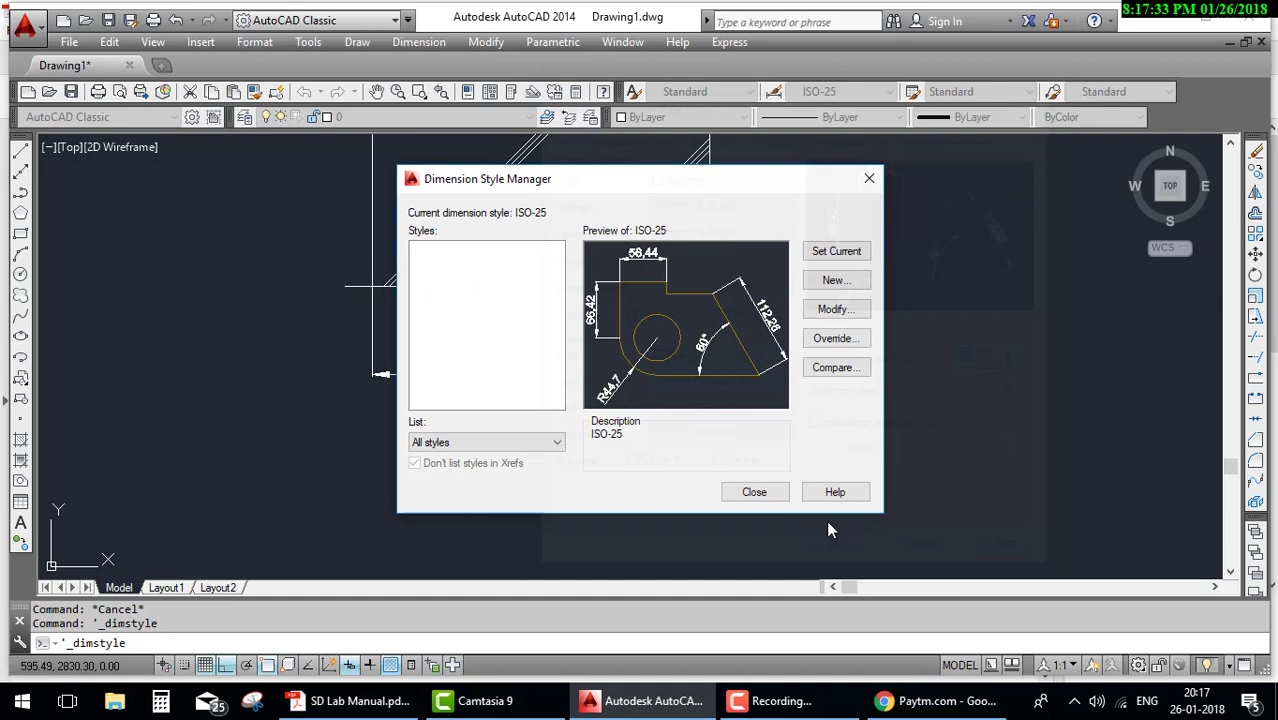 8:17:33 PM 01/26/2018
AutoCAD Classic
Autodesk AutoCAD 2014 Drawing1.dwg
Type a keyword or phrase
Sign In
File Edit View Insert Format Tools Draw Dimension Modify Parametric Window Help Express
Drawing1*
Standard ISO-25 Standard Standard
AutoCAD Classic 0 ByLayer ByLayer ByLayer ByColor
[−][Top][2D Wireframe]
N
W TOP E
S
WCS
Dimension Style Manager
Current dimension style: ISO-25
Styles:
Preview of: ISO-25
56,44
66,42
112,26
60°
R44,7
Set Current
New...
Modify...
Override...
Compare...
List:
All styles
Don't list styles in Xrefs
Description
ISO-25
Close Help
Y
X
Model Layout1 Layout2
Command: *Cancel*
Command: '_dimstyle
'_dimstyle
595.49, 2830.30, 0.00
MODEL 1:1
25 SD Lab Manual.pd... Camtasia 9 Autodesk AutoCA... Recording... Paytm.com - Goo...
ENG
20:17
26-01-2018
5